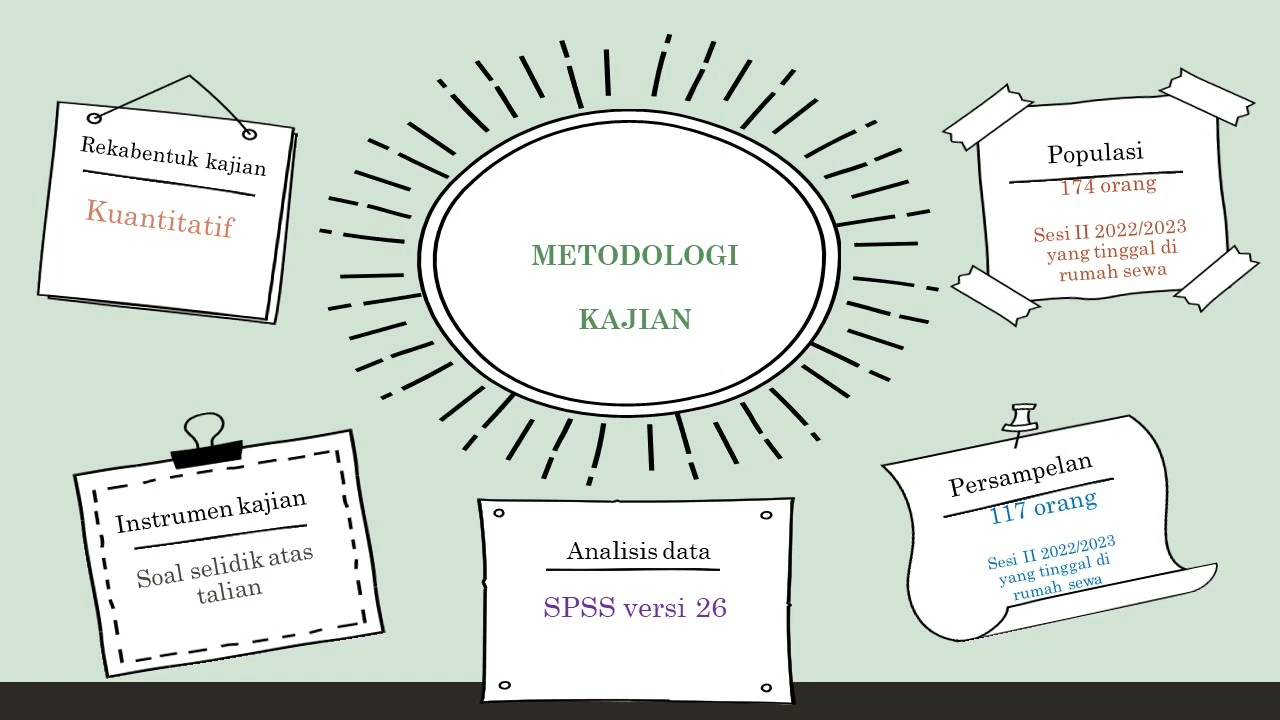 METODOLOGI
KAJIAN
Rekabentuk kajian
Kuantitatif
Populasi
174 orang
Sesi II 2022/2023
yang tinggal di
rumah sewa
Instrumen kajian
Soal selidik atas
talian
Analisis data
SPSS versi 26
Persampelan
117 orang
Sesi II 2022/2023
yang tinggal di
rumah sewa